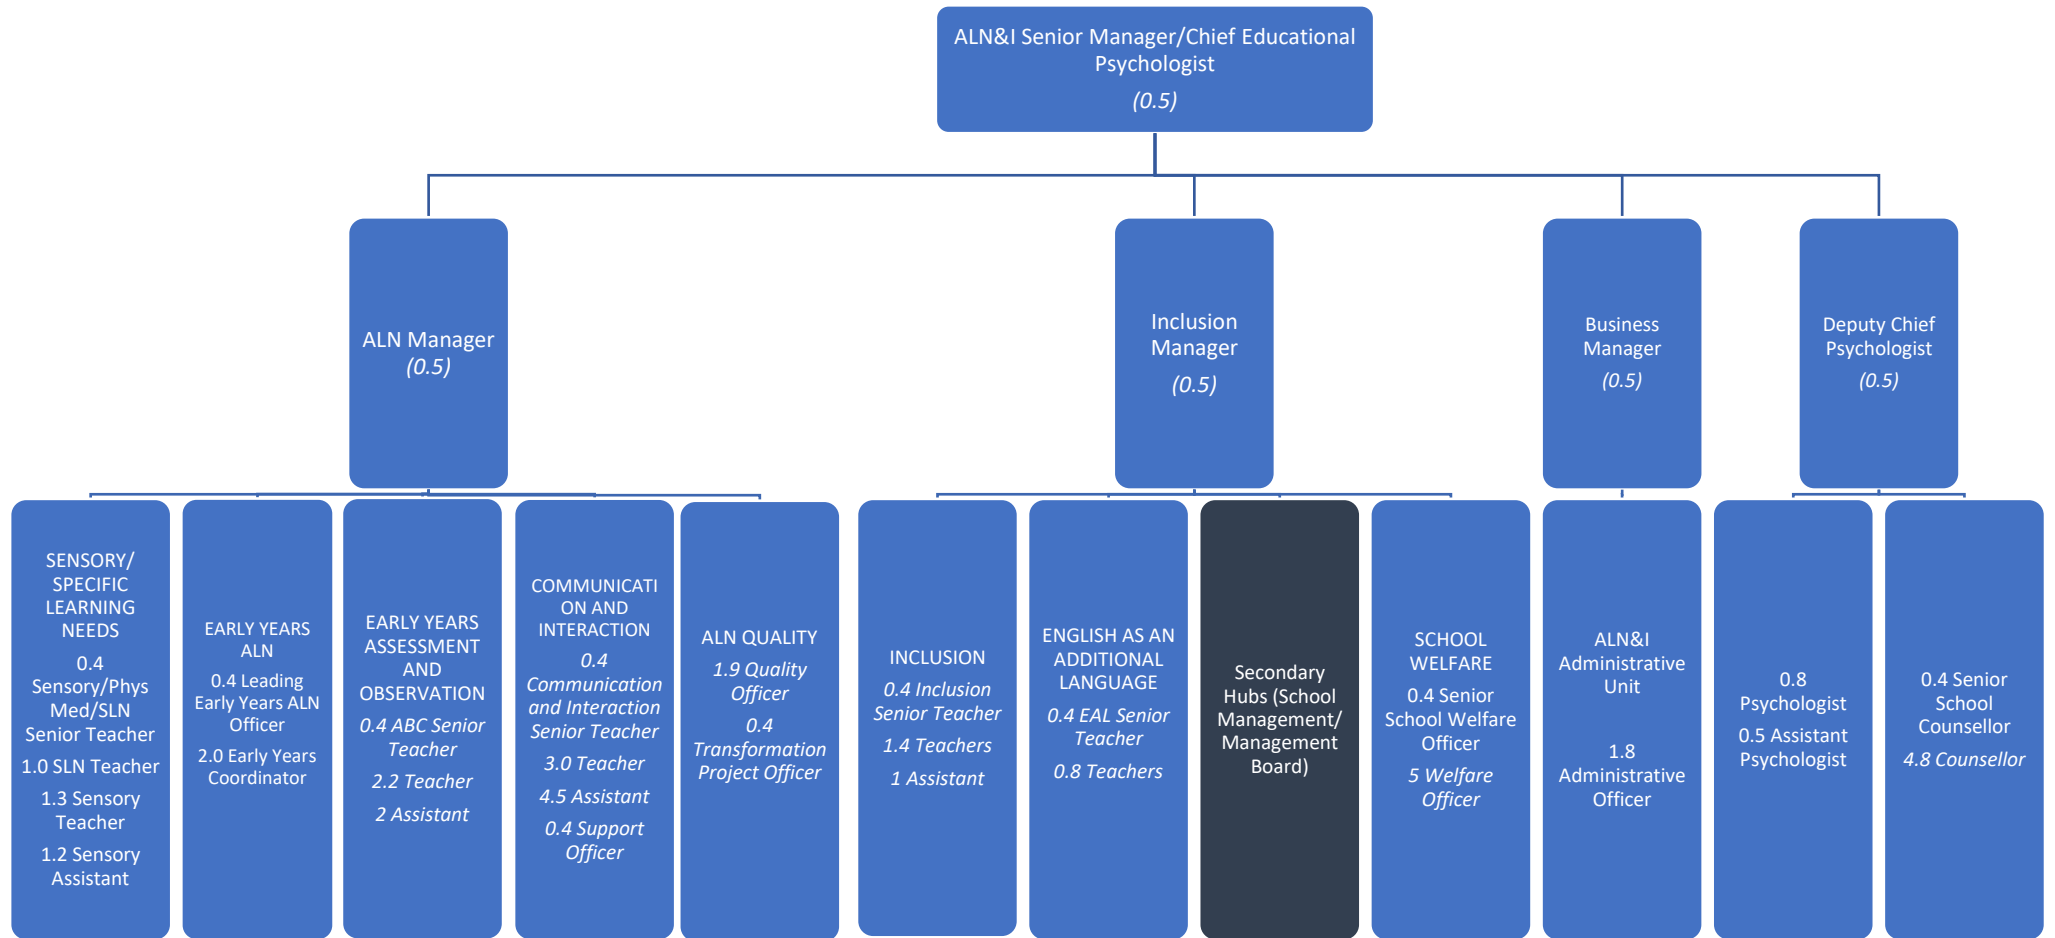 ALN&I Senior Manager/Chief Educational
Psychologist
(0.5)
ALN Manager
(0.5)
Inclusion
Manager
(0.5)
Business
Manager
(0.5)
Deputy Chief
Psychologist
(0.5)
SENSORY/
SPECIFIC
LEARNING
NEEDS
0.4
Sensory/Phys
Med/SLN
Senior Teacher
1.0 SLN Teacher
1.3 Sensory
Teacher
1.2 Sensory
Assistant
EARLY YEARS
ALN
0.4 Leading
Early Years ALN
Officer
2.0 Early Years
Coordinator
EARLY YEARS
ASSESSMENT
AND
OBSERVATION
0.4 ABC Senior
Teacher
2.2 Teacher
2 Assistant
COMMUNICATI
ON AND
INTERACTION
0.4
Communication
and Interaction
Senior Teacher
3.0 Teacher
4.5 Assistant
0.4 Support
Officer
ALN QUALITY
1.9 Quality
Officer
0.4
Transformation
Project Officer
INCLUSION
0.4 Inclusion
Senior Teacher
1.4 Teachers
1 Assistant
ENGLISH AS AN
ADDITIONAL
LANGUAGE
0.4 EAL Senior
Teacher
0.8 Teachers
Secondary
Hubs (School
Management/
Management
Board)
SCHOOL
WELFARE
0.4 Senior
School Welfare
Officer
5 Welfare
Officer
ALN&I
Administrative
Unit
1.8
Administrative
Officer
0.8
Psychologist
0.5 Assistant
Psychologist
0.4 Senior
School
Counsellor
4.8 Counsellor